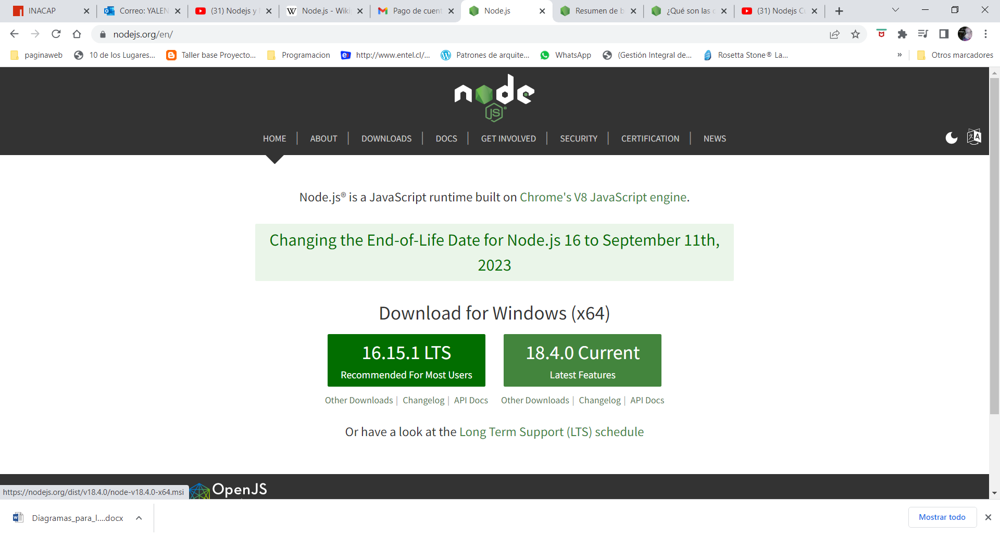 INACAP
Correo: YALEN
(31) Nodejs y
Node.js - Wiki
Pago de cuent
Node.js
Resumen de b
¿Qué son las
(31) Nodejs C
nodejs.org/en/
paginaweb
10 de los Lugares...
Taller base Proyecto...
Programacion
http://www.entel.cl/...
Patrones de arquite...
WhatsApp
(Gestión Integral de...
Rosetta Stone® La...
»
Otros marcadores
node
JS®
HOME
ABOUT
DOWNLOADS
DOCS
GET INVOLVED
SECURITY
CERTIFICATION
NEWS
Node.js® is a JavaScript runtime built on Chrome's V8 JavaScript engine.
Changing the End-of-Life Date for Node.js 16 to September 11th,
2023
Download for Windows (x64)
16.15.1 LTS
Recommended For Most Users
18.4.0 Current
Latest Features
Other Downloads | Changelog | API Docs
Other Downloads | Changelog | API Docs
Or have a look at the Long Term Support (LTS) schedule
https://nodejs.org/dist/v18.4.0/node-v18.4.0-x64.msi
OpenJS
Diagramas_para_l....docx
Mostrar todo